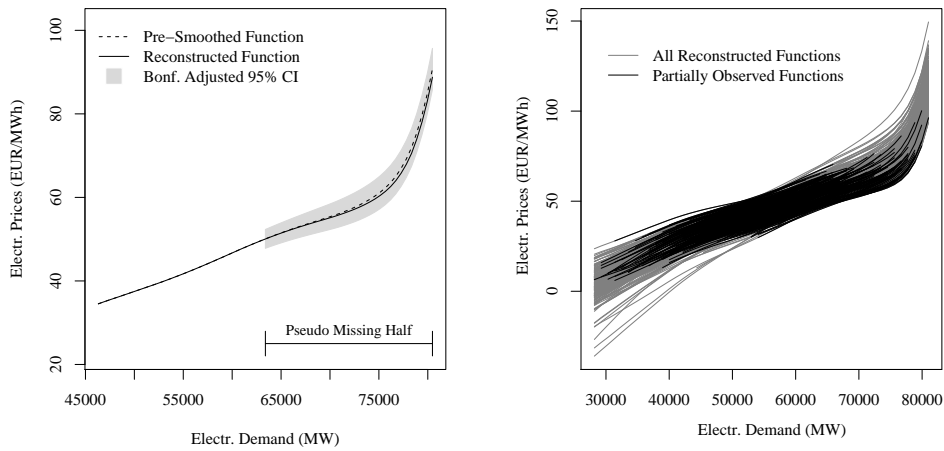 Electr. Prices (EUR/MWh)
100
80
60
40
20
Pre−Smoothed Function
Reconstructed Function
Bonf. Adjusted 95% CI
Pseudo Missing Half
45000 55000 65000 75000
Electr. Demand (MW)
Electr. Prices (EUR/MWh)
150
100
50
0
All Reconstructed Functions
Partially Observed Functions
30000 40000 50000 60000 70000 80000
Electr. Demand (MW)